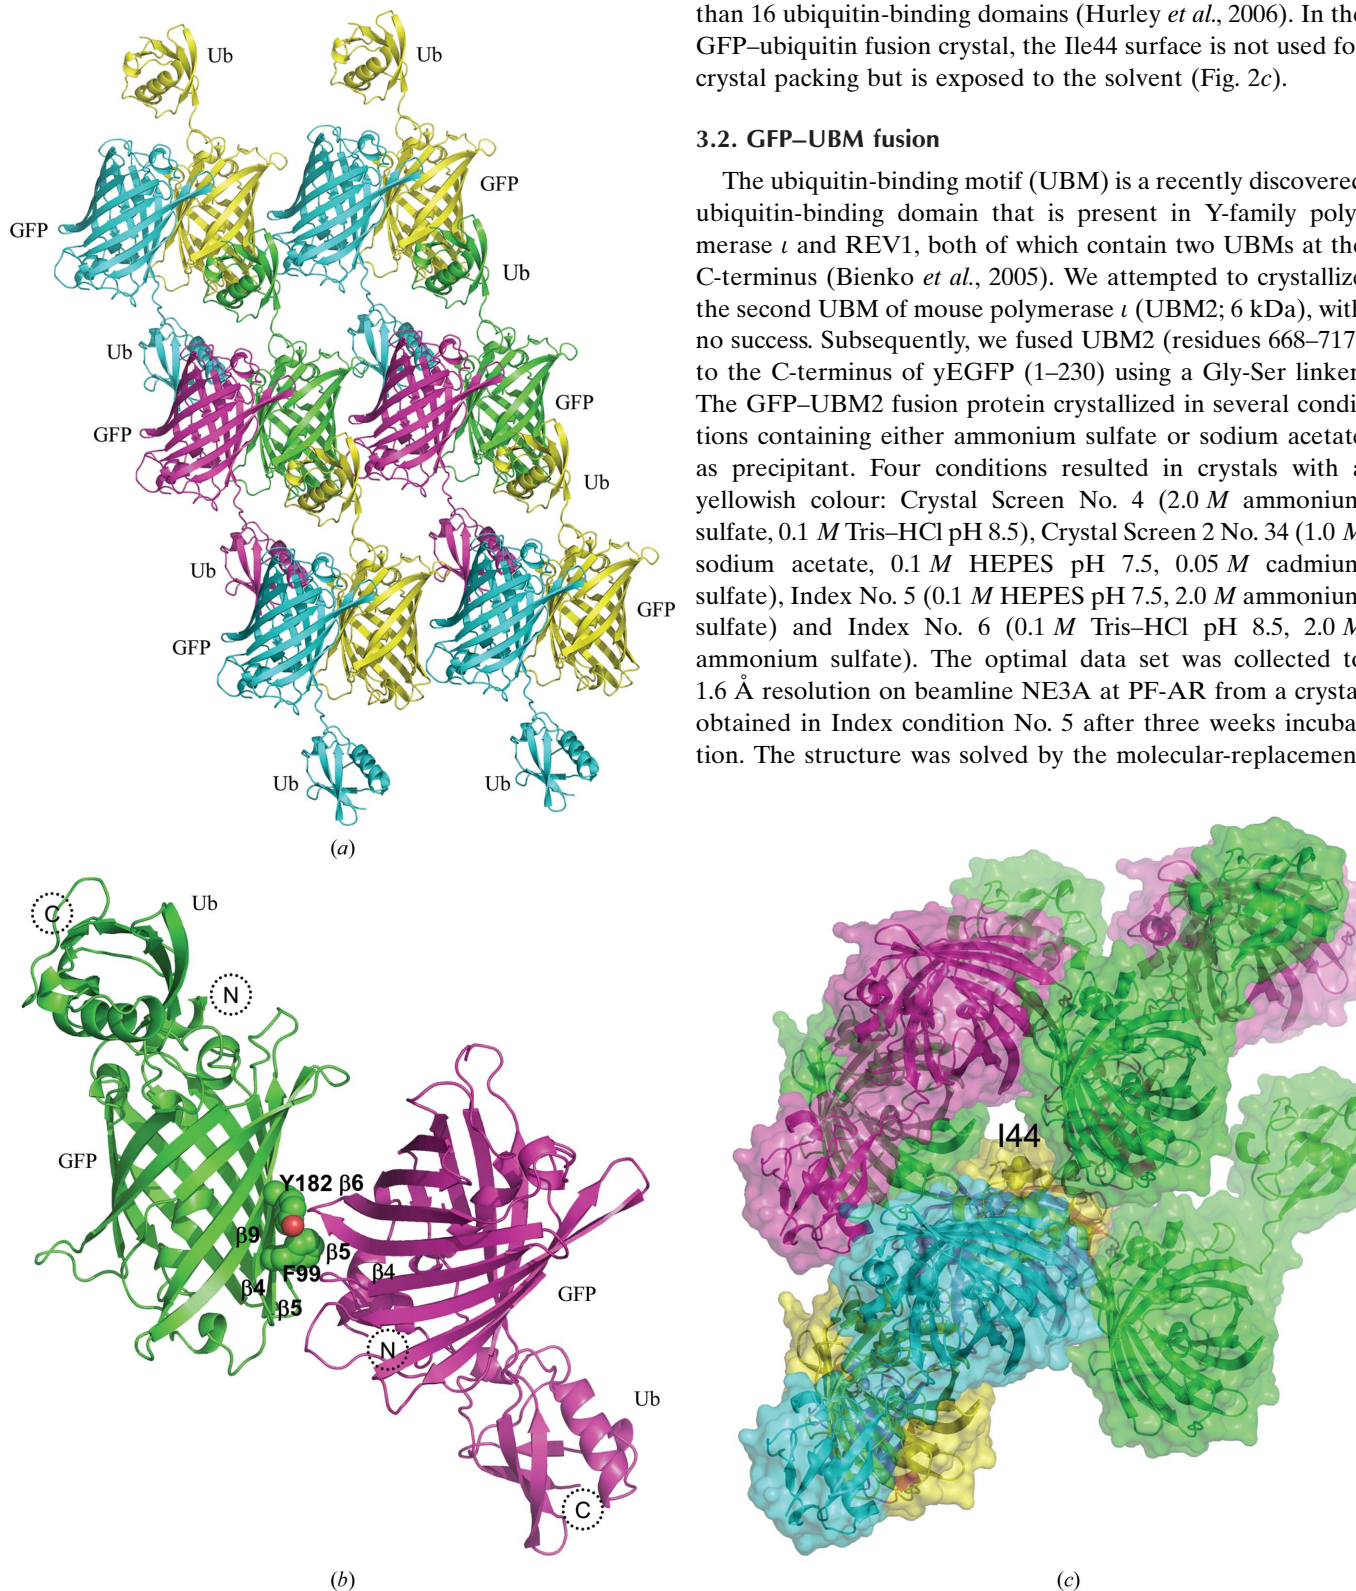 than 16 ubiquitin-binding domains (Hurley et al., 2006). In the
GFP–ubiquitin fusion crystal, the Ile44 surface is not used fo
crystal packing but is exposed to the solvent (Fig. 2c).
3.2. GFP–UBM fusion
The ubiquitin-binding motif (UBM) is a recently discovered
ubiquitin-binding domain that is present in Y-family poly
merase ι and REV1, both of which contain two UBMs at the
C-terminus (Bienko et al., 2005). We attempted to crystallize
the second UBM of mouse polymerase ι (UBM2; 6 kDa), with
no success. Subsequently, we fused UBM2 (residues 668–717
to the C-terminus of yEGFP (1–230) using a Gly-Ser linker
The GFP–UBM2 fusion protein crystallized in several condi
tions containing either ammonium sulfate or sodium acetate
as precipitant. Four conditions resulted in crystals with a
yellowish colour: Crystal Screen No. 4 (2.0 M ammonium
sulfate, 0.1 M Tris–HCl pH 8.5), Crystal Screen 2 No. 34 (1.0 M
sodium acetate, 0.1 M HEPES pH 7.5, 0.05 M cadmium
sulfate), Index No. 5 (0.1 M HEPES pH 7.5, 2.0 M ammonium
sulfate) and Index No. 6 (0.1 M Tris–HCl pH 8.5, 2.0 M
ammonium sulfate). The optimal data set was collected to
1.6 Å resolution on beamline NE3A at PF-AR from a crysta
obtained in Index condition No. 5 after three weeks incuba
tion. The structure was solved by the molecular-replacemen
Ub
Ub
GFP
GFP
Ub
Ub
GFP
GFP
Ub
Ub
GFP
GFP
Ub
Ub
(a)
C
Ub
N
GFP
Y182 β6
β9
β5
F99
β4
β4
β5
GFP
N
Ub
C
(b)
I44
(c)